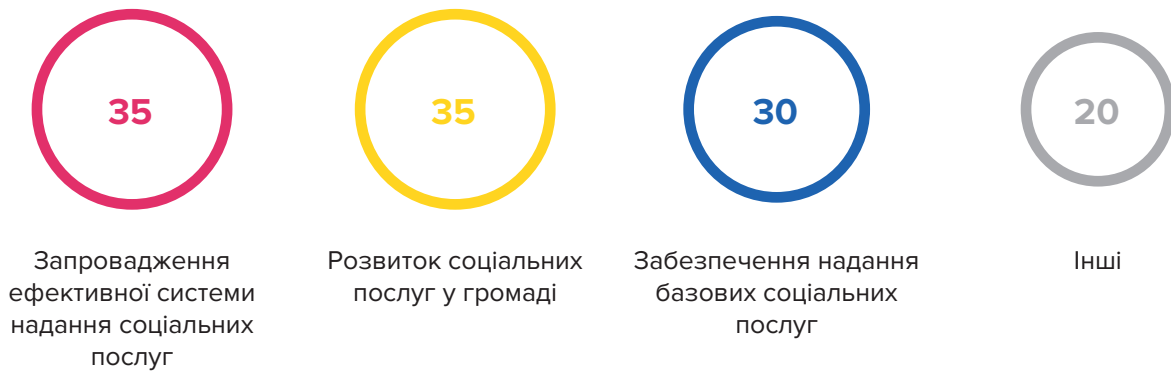 35
35
30
20
Запровадження
ефективної системи
надання соціальних
послуг
Розвиток соціальних
послуг у громаді
Забезпечення надання
базових соціальних
послуг
Інші